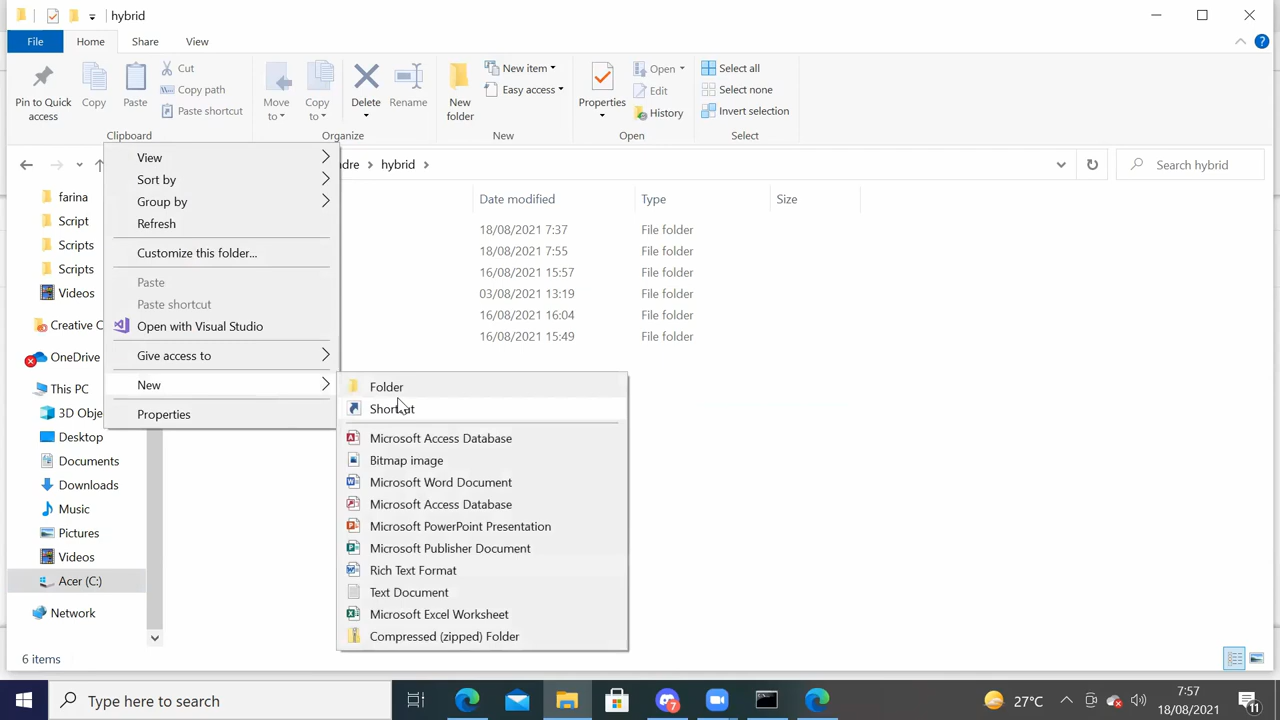 hybrid
File
Home
Share
View
Pin to Quick access
Copy
Paste
Cut
Copy path
Paste shortcut
Clipboard
Move to
Copy to
Delete
Rename
Organize
New folder
New item
Easy access
New
Properties
Open
Edit
History
Open
Select all
Select none
Invert selection
Select
dre
hybrid
Search hybrid
Date modified
Type
Size
18/08/2021 7:37
File folder
18/08/2021 7:55
File folder
16/08/2021 15:57
File folder
03/08/2021 13:19
File folder
16/08/2021 16:04
File folder
16/08/2021 15:49
File folder
farina
Script
Scripts
Scripts
Videos
Creative C
OneDrive
This PC
3D Obje
Desktop
Documents
Downloads
Music
Pictures
Videos
Acer (C:)
Network
View
Sort by
Group by
Refresh
Customize this folder...
Paste
Paste shortcut
Open with Visual Studio
Give access to
New
Properties
Folder
Shortcut
Microsoft Access Database
Bitmap image
Microsoft Word Document
Microsoft Access Database
Microsoft PowerPoint Presentation
Microsoft Publisher Document
Rich Text Format
Text Document
Microsoft Excel Worksheet
Compressed (zipped) Folder
6 items
Type here to search
27°C
7:57
18/08/2021
11